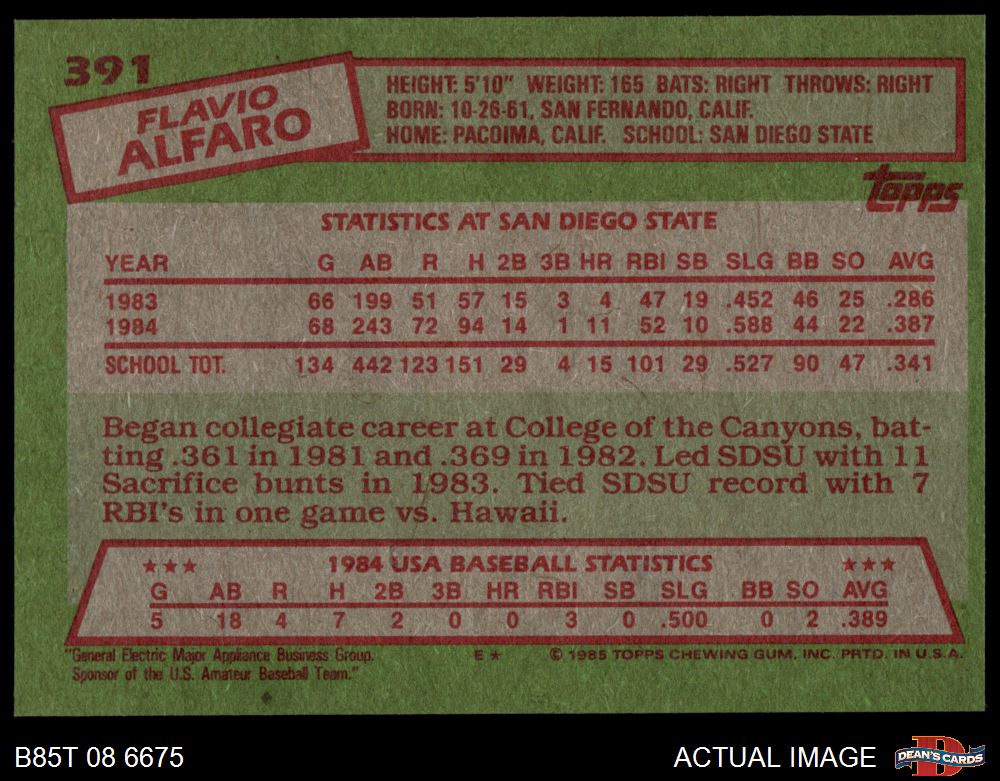 391
FLAVIO
ALFARO
HEIGHT: 5'10" WEIGHT: 165 BATS: RIGHT THROWS: RIGHT
BORN: 10-26-61, SAN FERNANDO, CALIF.
HOME: PACOIMA, CALIF. SCHOOL: SAN DIEGO STATE
topps
STATISTICS AT SAN DIEGO STATE
YEAR G AB R H 2B 3B HR RBI SB SLG BB SO AVG
1983 66 199 51 57 15 3 4 47 19 .452 46 25 .286
1984 68 243 72 94 14 1 11 52 10 .588 44 22 .387
SCHOOL TOT. 134 442 123 151 29 4 15 101 29 .527 90 47 .341
Began collegiate career at College of the Canyons, bat-
ting .361 in 1981 and .369 in 1982. Led SDSU with 11
Sacrifice bunts in 1983. Tied SDSU record with 7
RBI's in one game vs. Hawaii.
★★★ 1984 USA BASEBALL STATISTICS ★★★
G AB R H 2B 3B HR RBI SB SLG BB SO AVG
5 18 4 7 2 0 0 3 0 .500 0 2 .389
"General Electric Major Appliance Business Group. E★ © 1985 TOPPS CHEWING GUM, INC. PRTD. IN U.S.A.
Sponsor of the U.S. Amateur Baseball Team."
B85T 08 6675 ACTUAL IMAGE DEAN'S CARDS